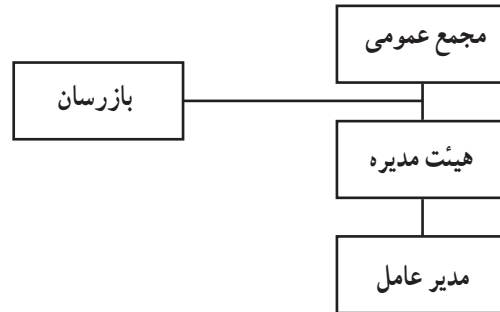 مجمع عمومی
بازرسان
هیئت مدیره
مدیر عامل